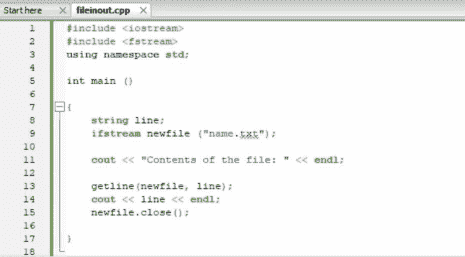 Start here fileinout.cpp
1 #include <iostream>
2 #include <fstream>
3 using namespace std;
4
5 int main ()
6
7 {
8 string line;
9 ifstream newfile ("name.txt");
10
11 cout << "Contents of the file: " << endl;
12
13 getline(newfile, line);
14 cout << line << endl;
15 newfile.close();
16
17 }
18